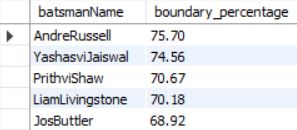 batsmanName boundary_percentage
AndreRussell 75.70
YashasviJaiswal 74.56
PrithviShaw 70.67
LiamLivingstone 70.18
JosButtler 68.92